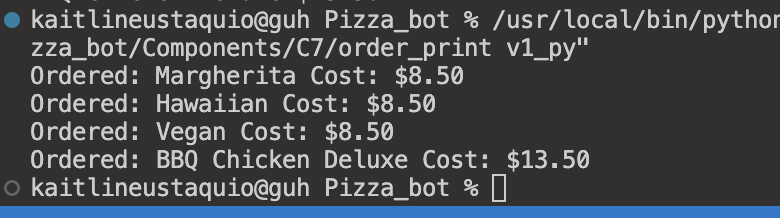 kaitlineustaquio@guh Pizza_bot % /usr/local/bin/python
zza_bot/Components/C7/order_print v1_py"
Ordered: Margherita Cost: $8.50
Ordered: Hawaiian Cost: $8.50
Ordered: Vegan Cost: $8.50
Ordered: BBQ Chicken Deluxe Cost: $13.50
kaitlineustaquio@guh Pizza_bot %